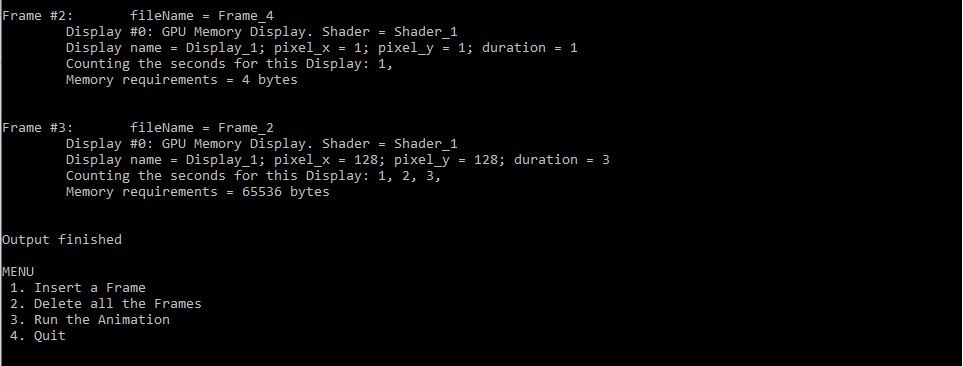 Frame #2:       fileName = Frame_4
        Display #0: GPU Memory Display. Shader = Shader_1
        Display name = Display_1; pixel_x = 1; pixel_y = 1; duration = 1
        Counting the seconds for this Display: 1,
        Memory requirements = 4 bytes
Frame #3:       fileName = Frame_2
        Display #0: GPU Memory Display. Shader = Shader_1
        Display name = Display_1; pixel_x = 128; pixel_y = 128; duration = 3
        Counting the seconds for this Display: 1, 2, 3,
        Memory requirements = 65536 bytes
Output finished
MENU
 1. Insert a Frame
 2. Delete all the Frames
 3. Run the Animation
 4. Quit